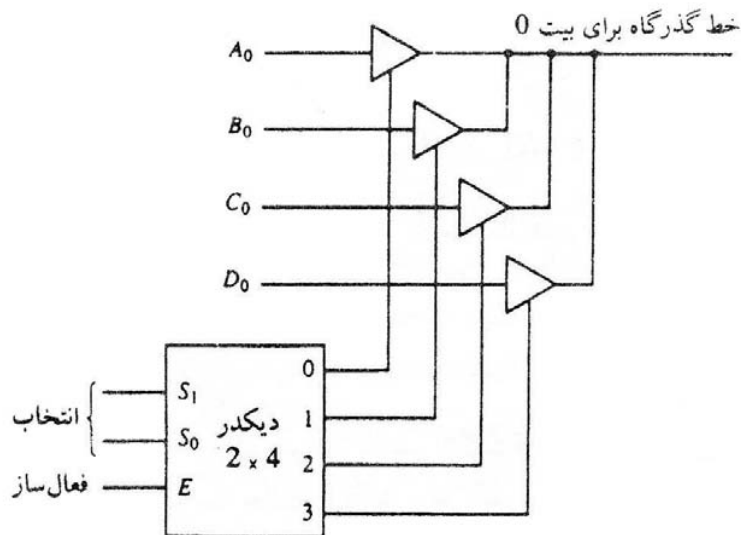 خط گذرگاه برای بیت 0
A₀
B₀
C₀
D₀
انتخاب
S₁
S₀
فعال‌ساز
E
دیکدر
2 × 4
0
1
2
3